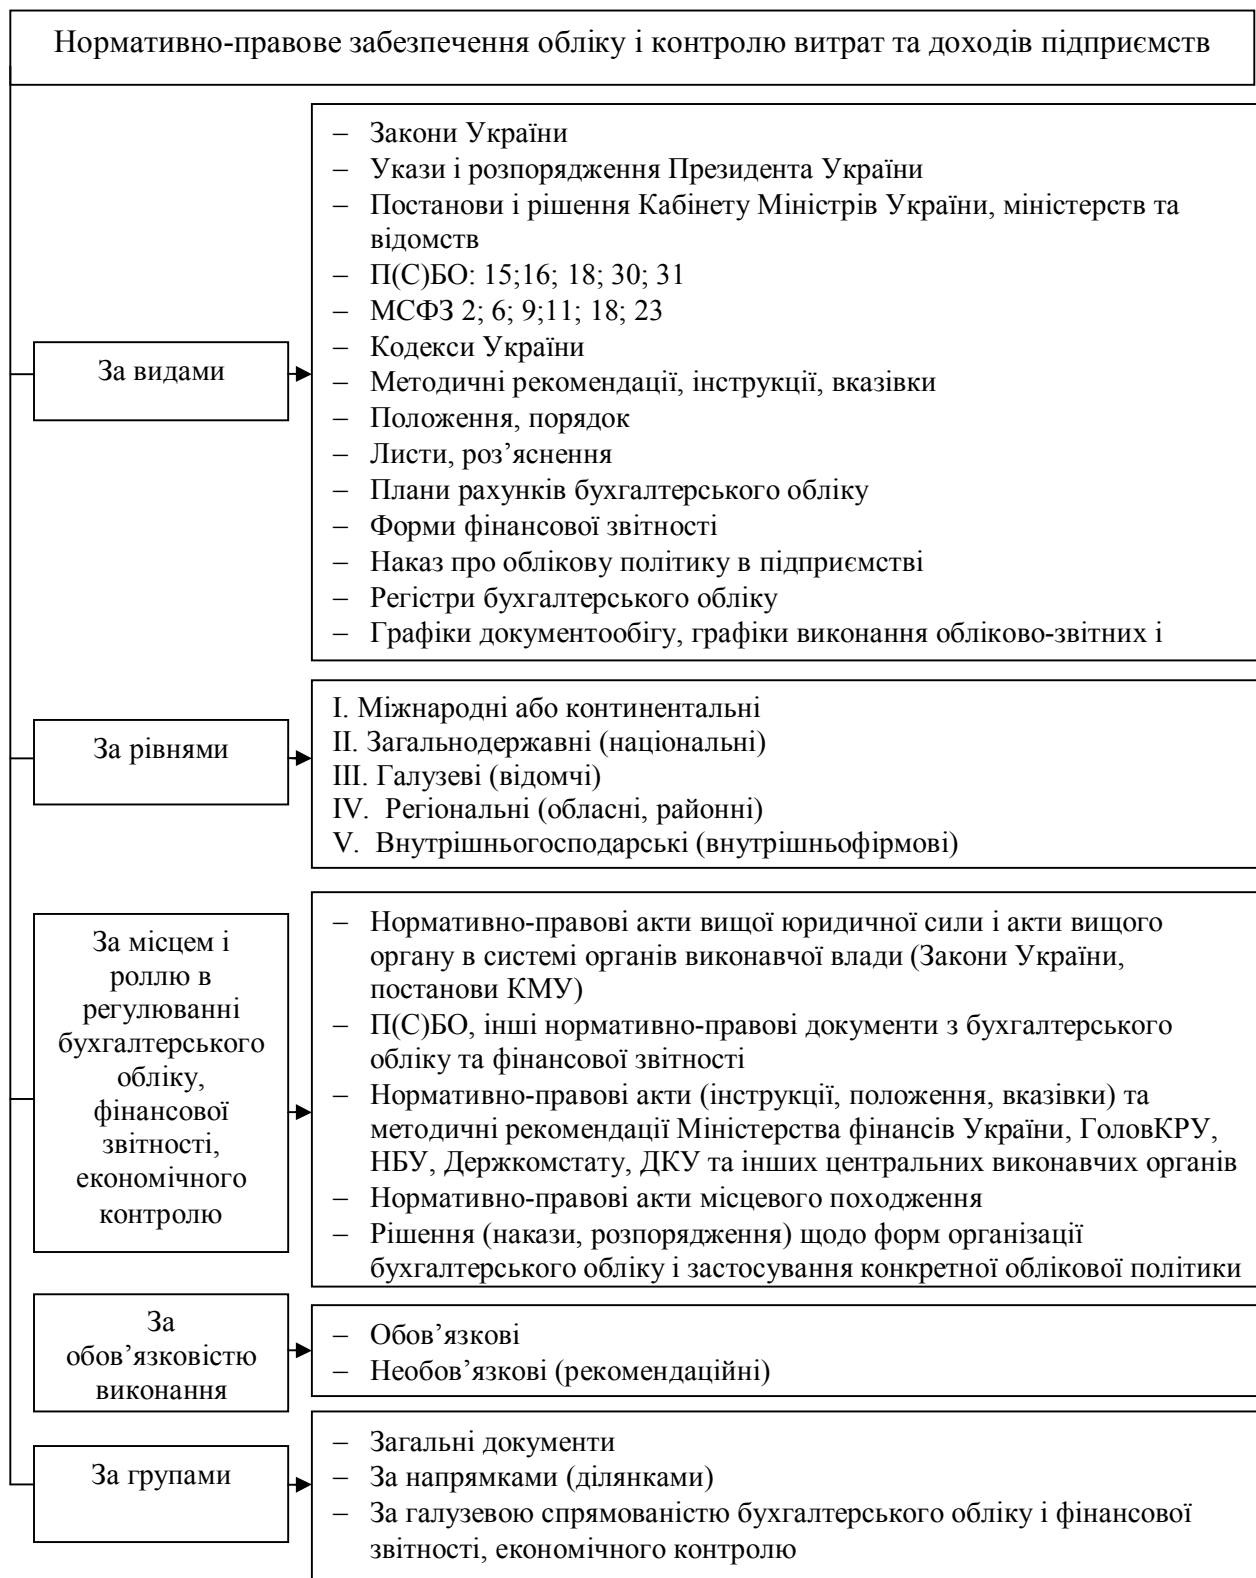 Нормативно-правове забезпечення обліку і контролю витрат та доходів підприємств
За видами
– Закони України
– Укази і розпорядження Президента України
– Постанови і рішення Кабінету Міністрів України, міністерств та
відомств
– П(С)БО: 15;16; 18; 30; 31
– МСФЗ 2; 6; 9;11; 18; 23
– Кодекси України
– Методичні рекомендації, інструкції, вказівки
– Положення, порядок
– Листи, роз’яснення
– Плани рахунків бухгалтерського обліку
– Форми фінансової звітності
– Наказ про облікову політику в підприємстві
– Регістри бухгалтерського обліку
– Графіки документообігу, графіки виконання обліково-звітних і
За рівнями
I. Міжнародні або континентальні
II. Загальнодержавні (національні)
III. Галузеві (відомчі)
IV. Регіональні (обласні, районні)
V. Внутрішньогосподарські (внутрішньофірмові)
За місцем і
роллю в
регулюванні
бухгалтерського
обліку,
фінансової
звітності,
економічного
контролю
– Нормативно-правові акти вищої юридичної сили і акти вищого
органу в системі органів виконавчої влади (Закони України,
постанови КМУ)
– П(С)БО, інші нормативно-правові документи з бухгалтерського
обліку та фінансової звітності
– Нормативно-правові акти (інструкції, положення, вказівки) та
методичні рекомендації Міністерства фінансів України, ГоловКРУ,
НБУ, Держкомстату, ДКУ та інших центральних виконавчих органів
– Нормативно-правові акти місцевого походження
– Рішення (накази, розпорядження) щодо форм організації
бухгалтерського обліку і застосування конкретної облікової політики
За
обов’язковістю
виконання
– Обов’язкові
– Необов’язкові (рекомендаційні)
За групами
– Загальні документи
– За напрямками (ділянками)
– За галузевою спрямованістю бухгалтерського обліку і фінансової
звітності, економічного контролю